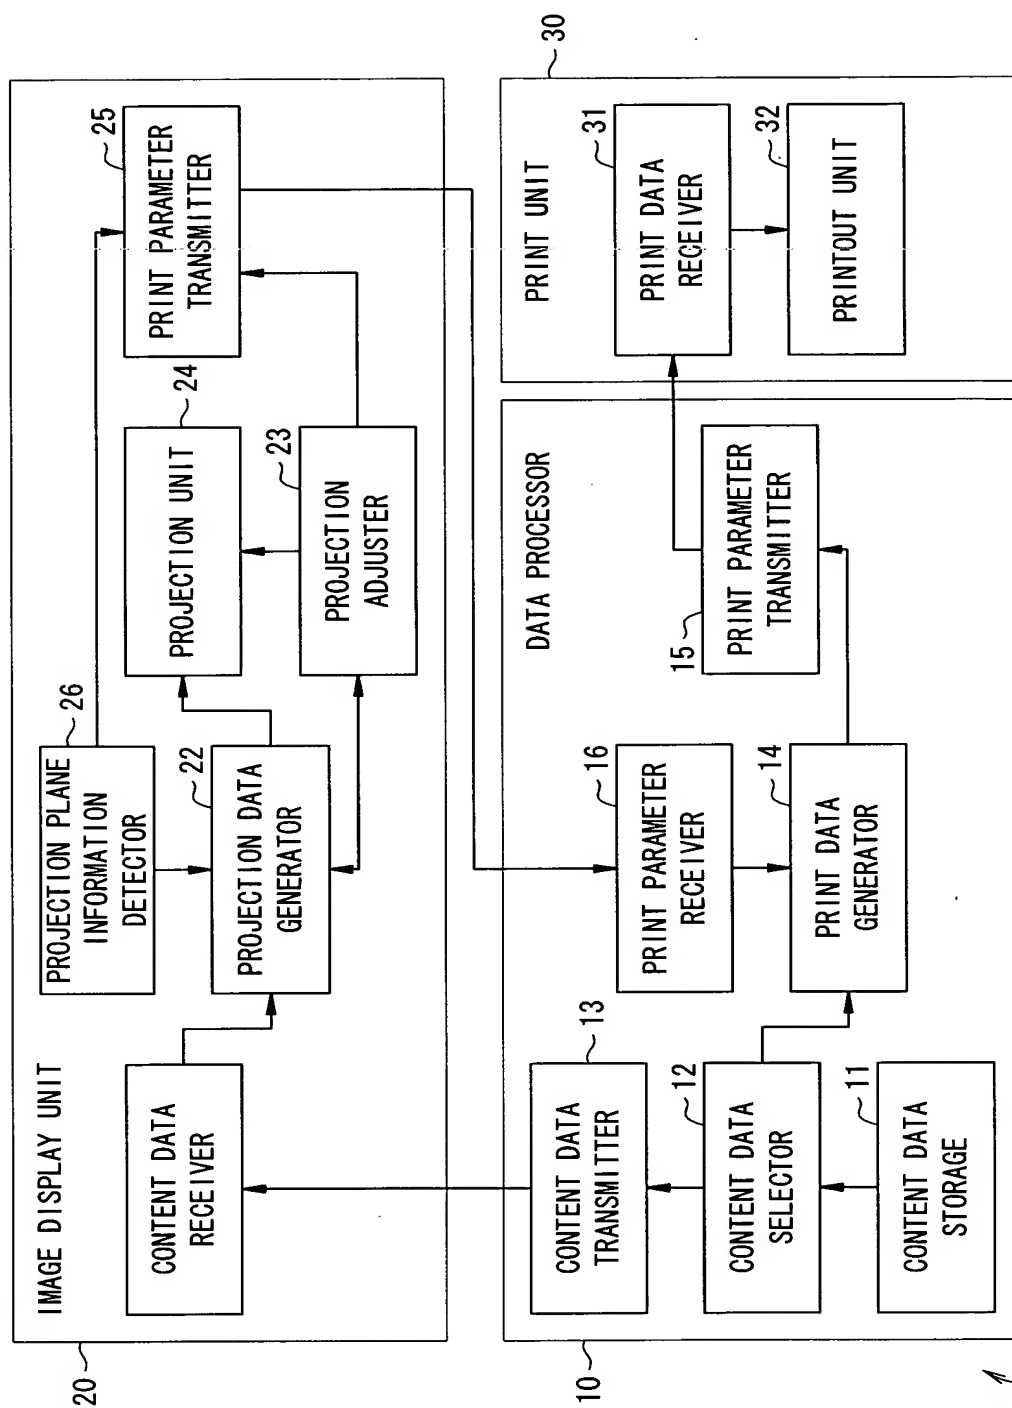 20
IMAGE DISPLAY UNIT
CONTENT DATA
RECEIVER
PROJECTION PLANE
INFORMATION
DETECTOR
26
22
PROJECTION DATA
GENERATOR
24
PROJECTION UNIT
23
PROJECTION
ADJUSTER
25
PRINT PARAMETER
TRANSMITTER
10
DATA PROCESSOR
13
CONTENT DATA
TRANSMITTER
12
CONTENT DATA
SELECTOR
11
CONTENT DATA
STORAGE
16
PRINT PARAMETER
RECEIVER
14
PRINT DATA
GENERATOR
15
PRINT PARAMETER
TRANSMITTER
30
PRINT UNIT
31
PRINT DATA
RECEIVER
32
PRINTOUT UNIT